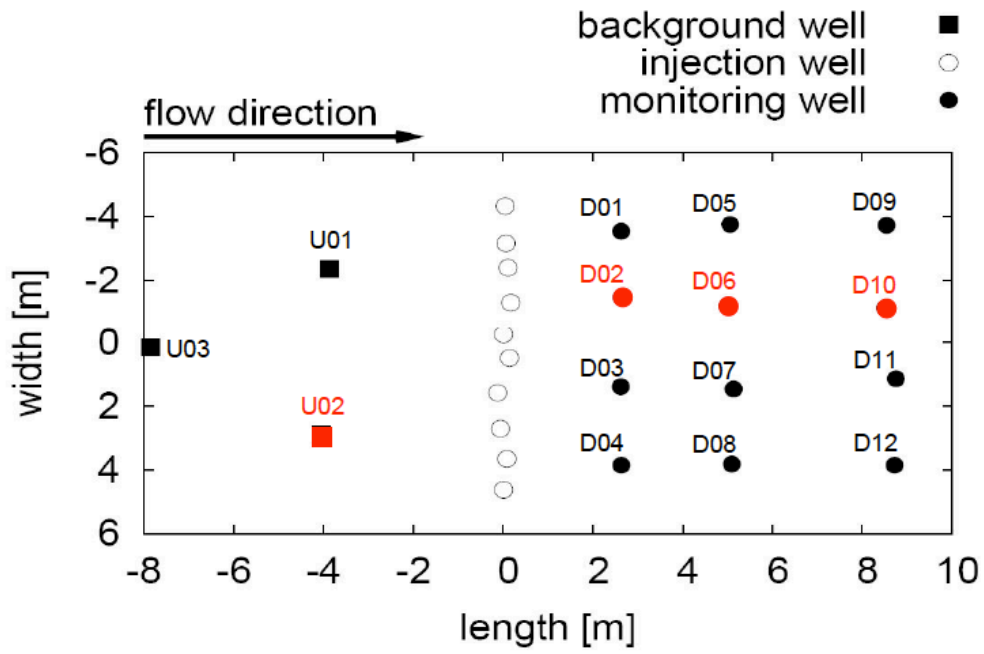 background well
injection well
monitoring well
flow direction
-6
-4
-2
0
2
4
6
width [m]
U01
U03
U02
D01 D05 D09
D02 D06 D10
D03 D07 D11
D04 D08 D12
-8 -6 -4 -2 0 2 4 6 8 10
length [m]